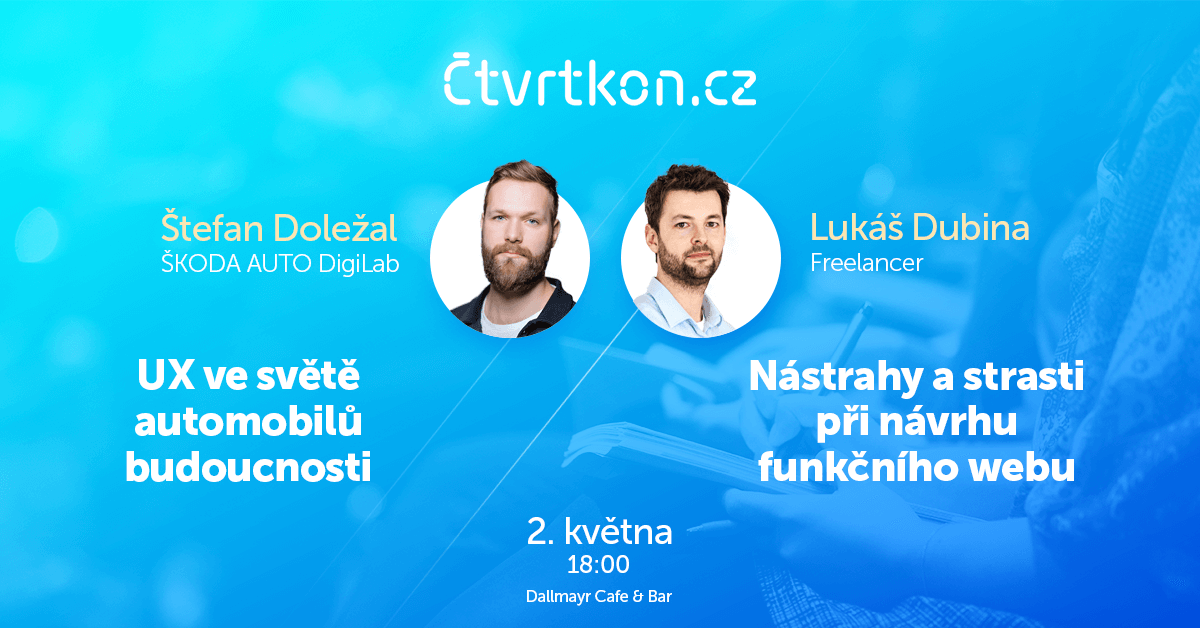 Čtvrtkon.cz
Štefan Doležal
ŠKODA AUTO DigiLab
Lukáš Dubina
Freelancer
UX ve světě
automobilů
budoucnosti
Nástrahy a strasti
při návrhu
funkčního webu
2. května
18:00
Dallmayr Cafe & Bar